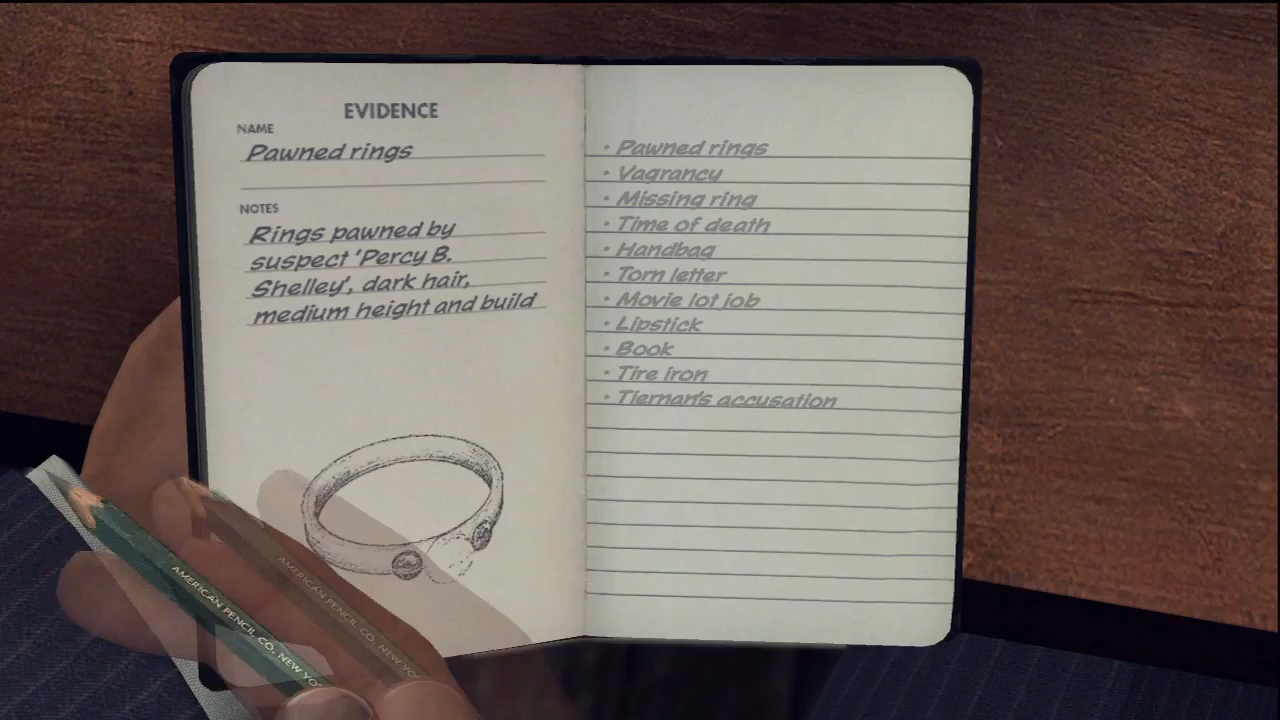 EVIDENCE
NAME
Pawned rings
NOTES
Rings pawned by
suspect 'Percy B.
Shelley', dark hair,
medium height and build
• Pawned rings
• Vagrancy
• Missing ring
• Time of death
• Handbag
• Torn letter
• Movie lot job
• Lipstick
• Book
• Tire iron
• Tiernan's accusation
AMERICAN PENCIL CO. NEW YO
AMERICAN PENCIL CO. NEW YO